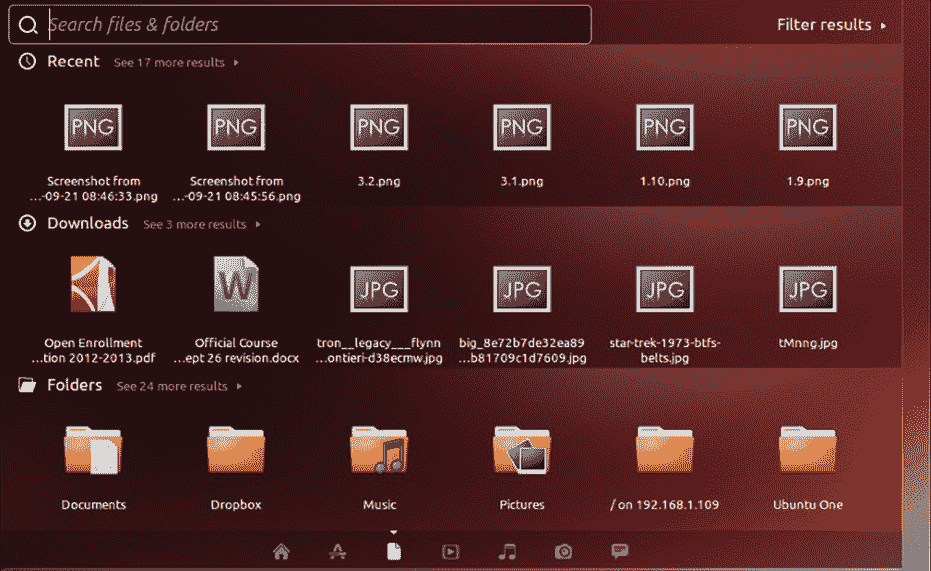 Search files & folders
Filter results
Recent See 17 more results
PNG PNG PNG PNG PNG PNG
Screenshot from Screenshot from 3.2.png 3.1.png 1.10.png 1.9.png
...-09-21 08:46:33.png ...-09-21 08:45:56.png
Downloads See 3 more results
W JPG JPG JPG JPG
Open Enrollment Official Course tron__legacy___flynn big_8e72b7de32ea89 star-trek-1973-btfs- tMnng.jpg
...tion 2012-2013.pdf ...ept 26 revision.docx ...ontieri-d38ecmw.jpg ...b81709c1d7609.jpg belts.jpg
Folders See 24 more results
Documents Dropbox Music Pictures / on 192.168.1.109 Ubuntu One